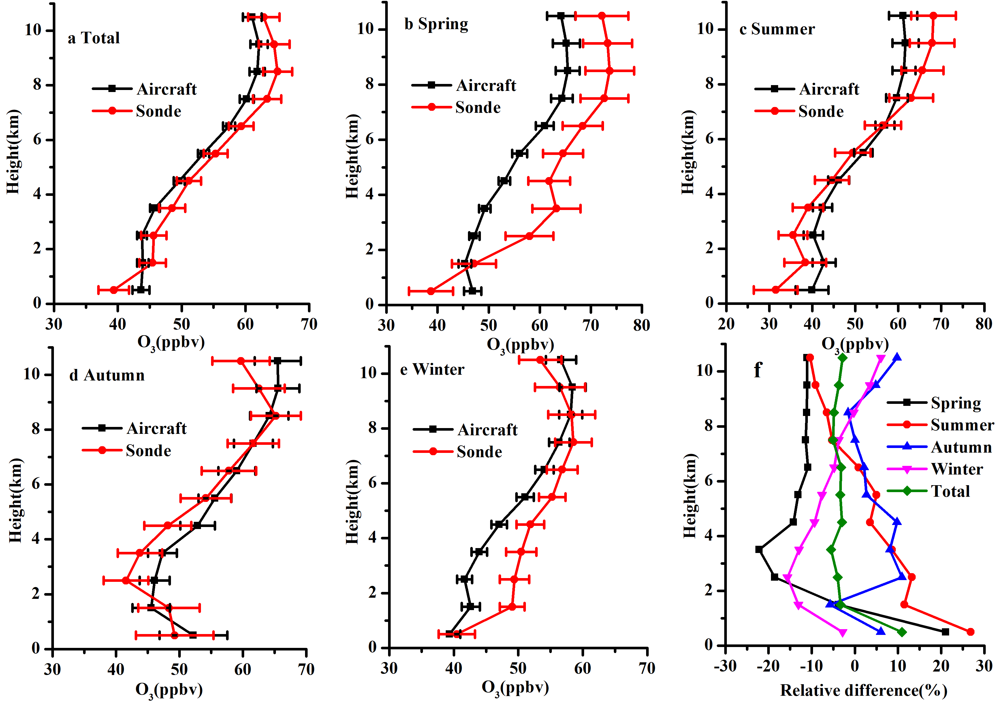 a Total
Aircraft
Sonde
Height(km)
10
8
6
4
2
0
30 40 50 60 70
O₃(ppbv)
b Spring
Aircraft
Sonde
Height(km)
10
8
6
4
2
0
30 40 50 60 70 80
O₃(ppbv)
c Summer
Aircraft
Sonde
Height(km)
10
8
6
4
2
0
20 30 40 50 60 70 80
O₃(ppbv)
d Autumn
Aircraft
Sonde
Height(km)
10
8
6
4
2
0
30 40 50 60 70
O₃(ppbv)
e Winter
Aircraft
Sonde
Height(km)
10
8
6
4
2
0
30 40 50 60 70
O₃(ppbv)
f
Spring
Summer
Autumn
Winter
Total
Height(km)
10
8
6
4
2
0
-30 -20 -10 0 10 20 30
Relative difference(%)